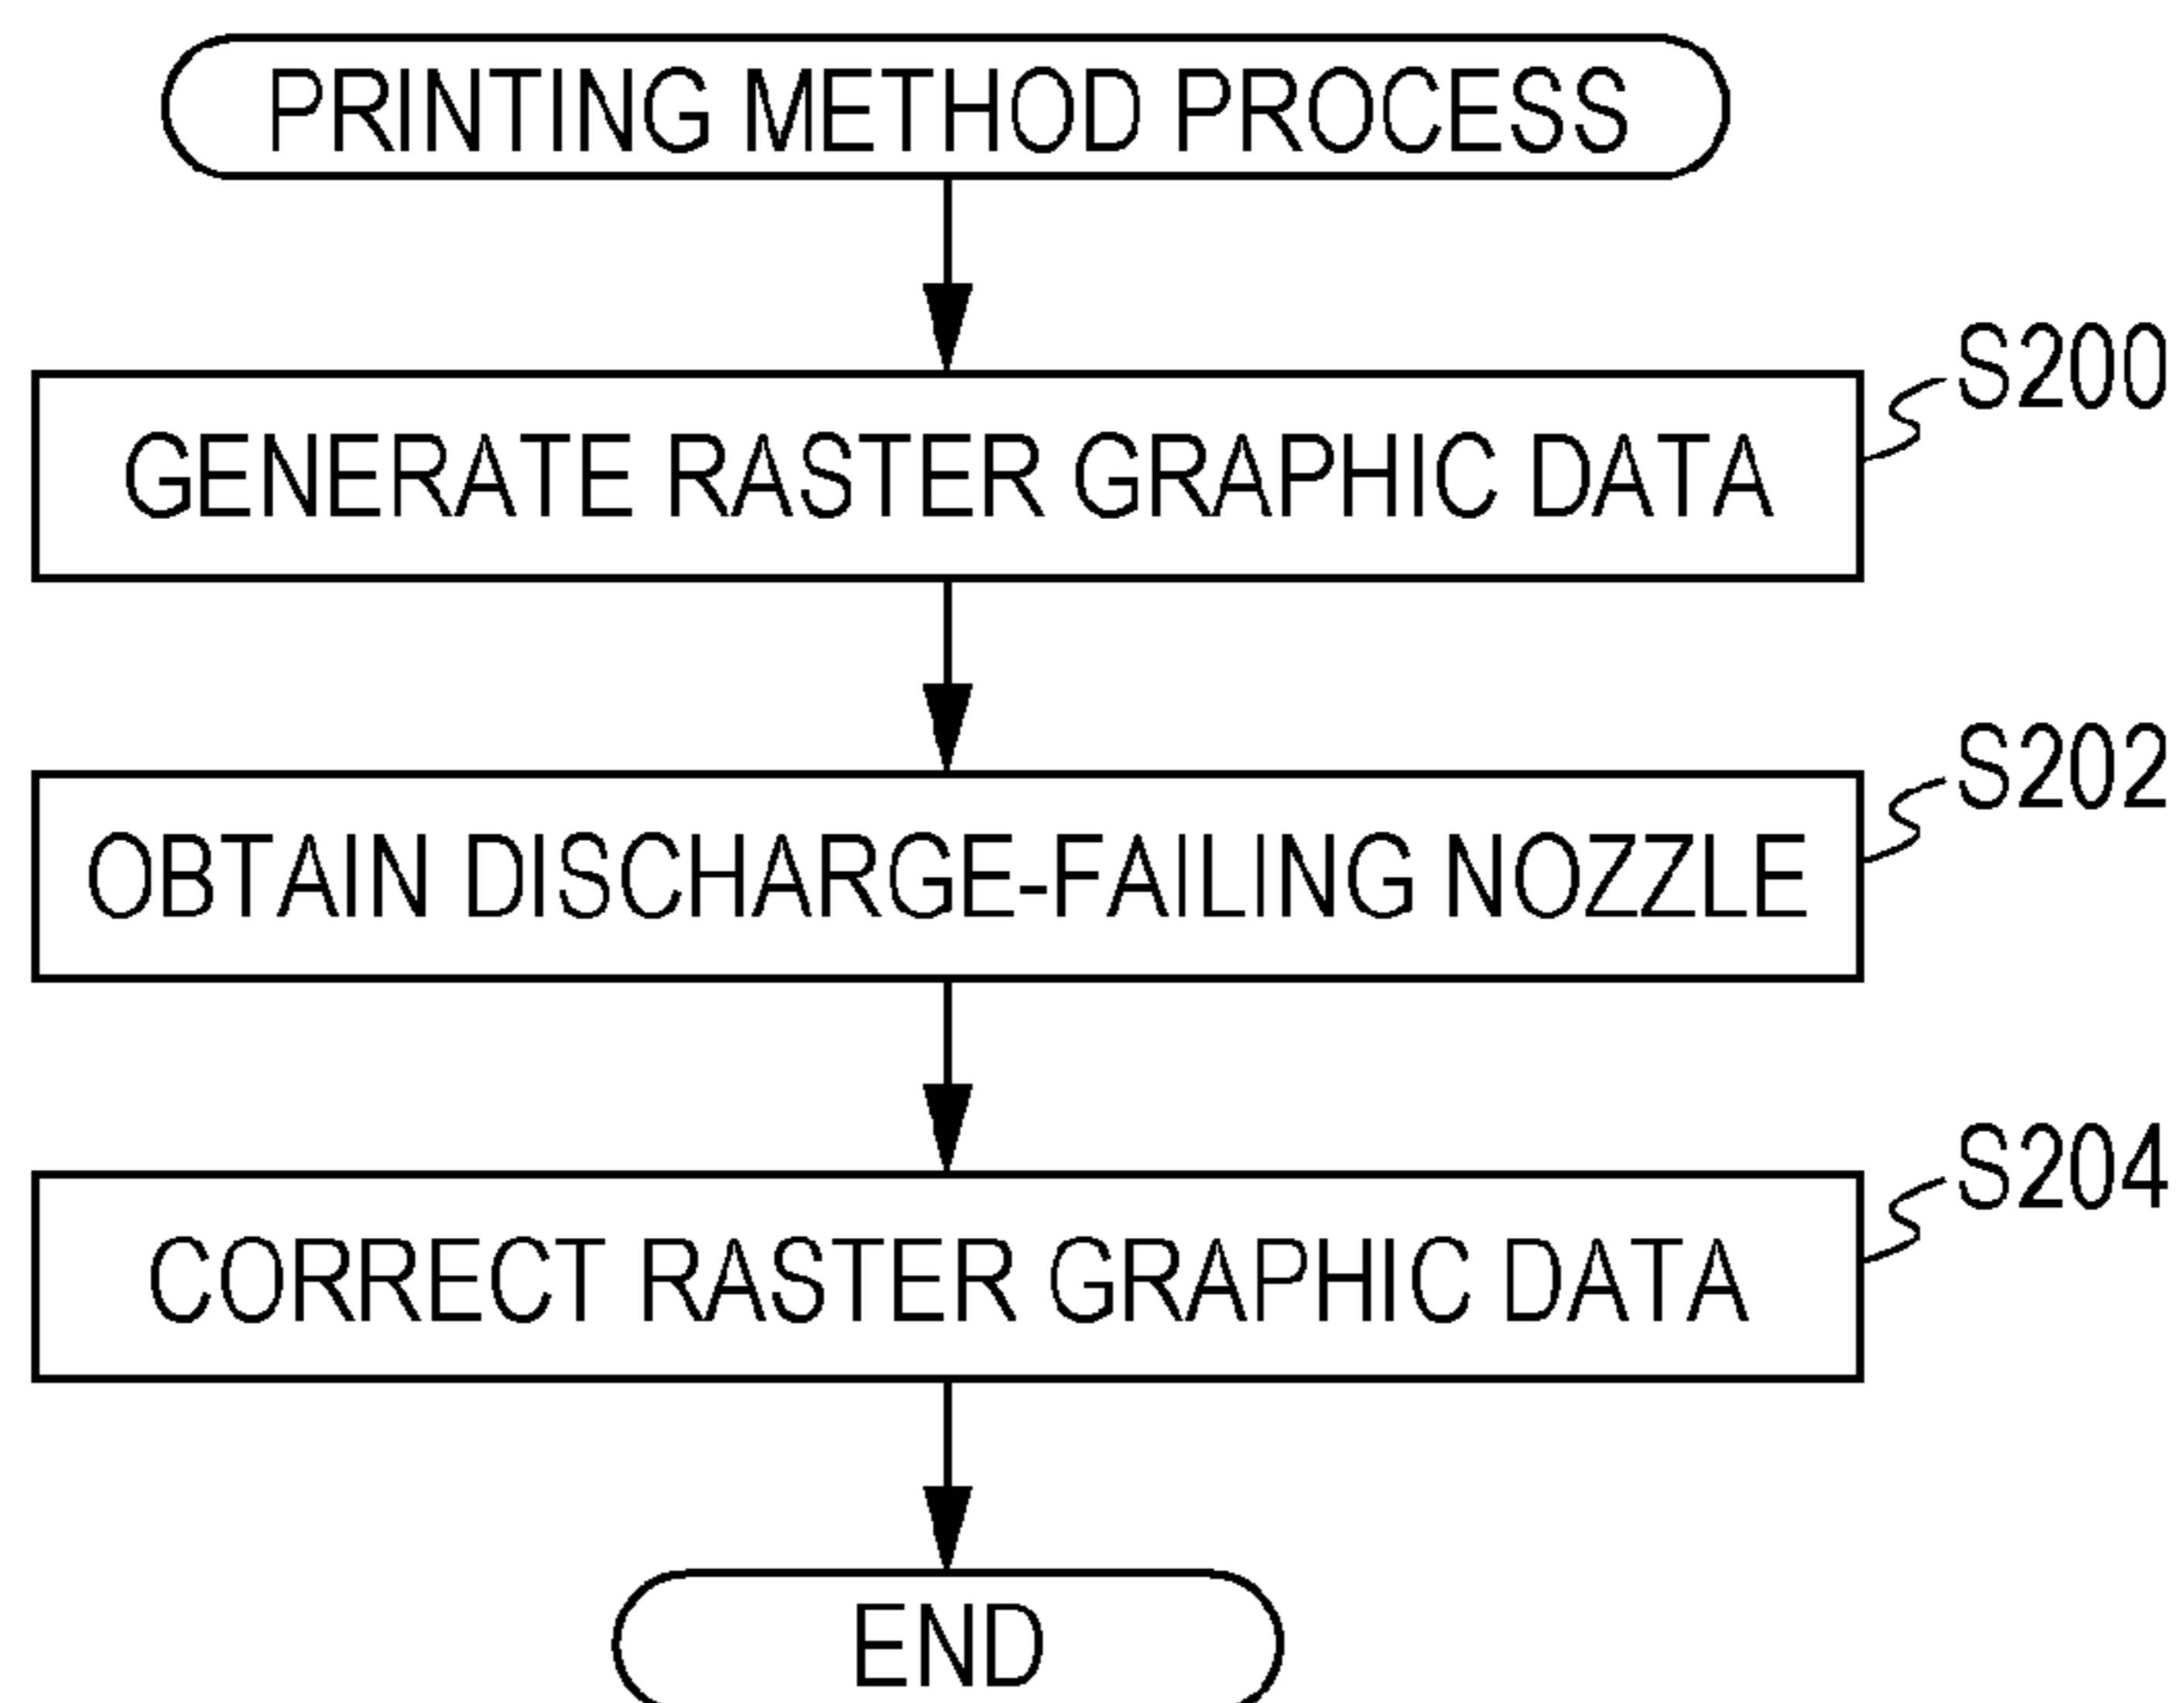 PRINTING METHOD PROCESS
S200
GENERATE RASTER GRAPHIC DATA
S202
OBTAIN DISCHARGE-FAILING NOZZLE
S204
CORRECT RASTER GRAPHIC DATA
END